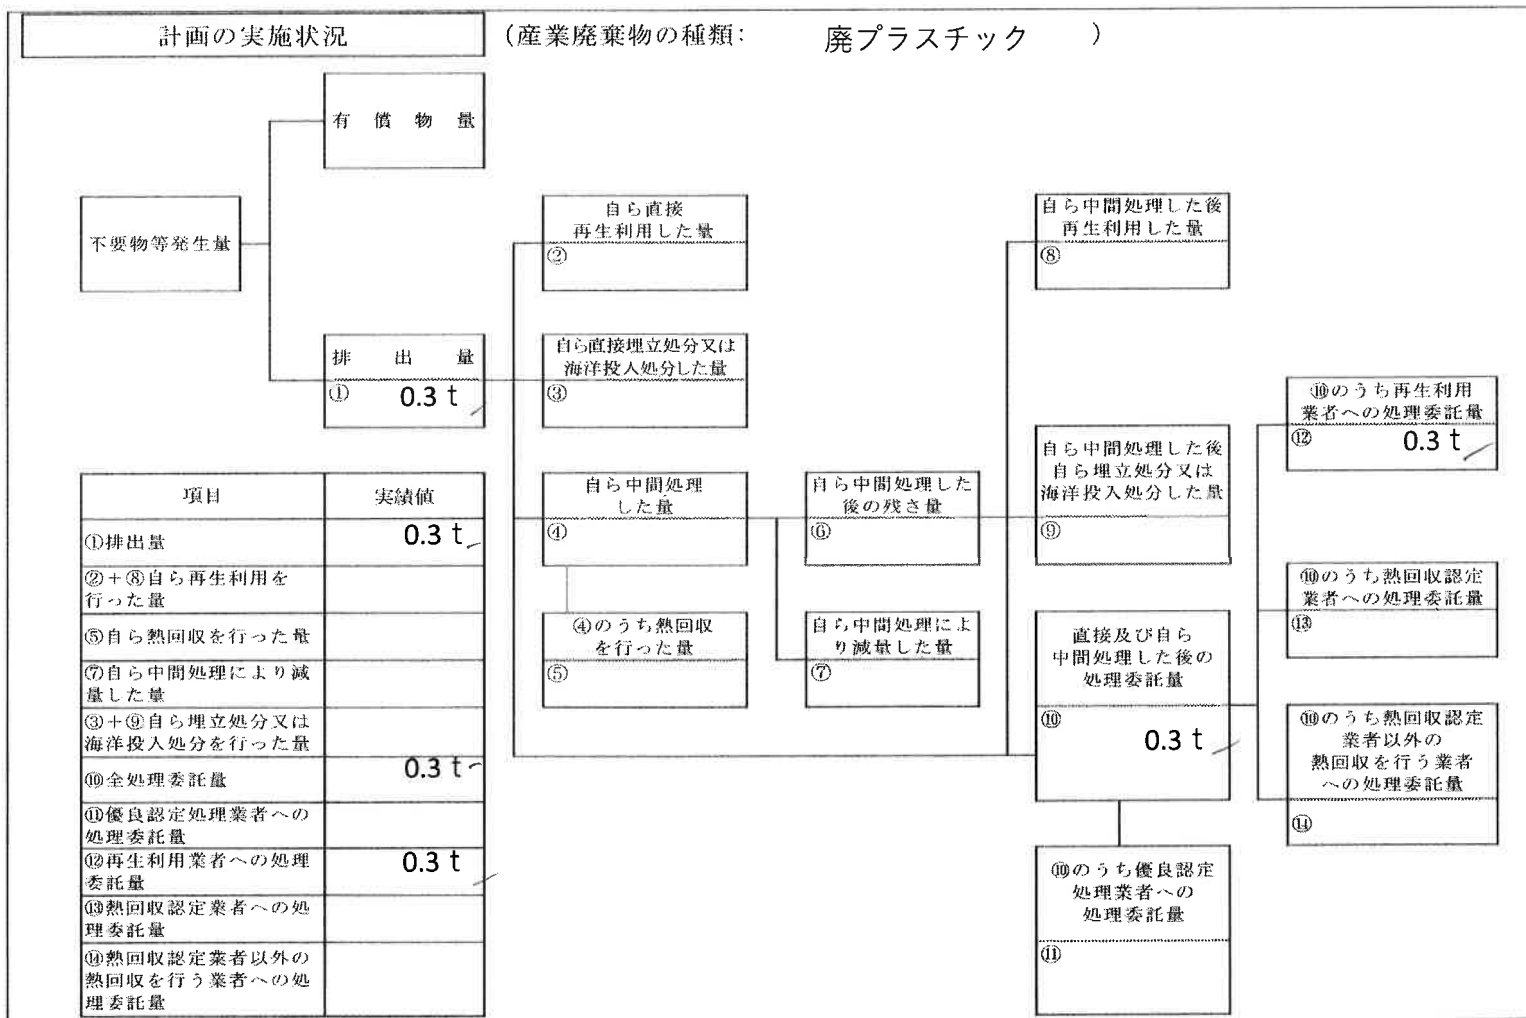 計画の実施状況 (産業廃棄物の種類: 廃プラスチック )
有償物量
不要物等発生量
排出量
① 0.3 t
自ら直接
再生利用した量
②
自ら直接埋立処分又は
海洋投入処分した量
③
自ら中間処理
した量
④
④のうち熱回収
を行った量
⑤
自ら中間処理した
後の残さ量
⑥
自ら中間処理によ
り減量した量
⑦
自ら中間処理した後
再生利用した量
⑧
自ら中間処理した後
自ら埋立処分又は
海洋投入処分した量
⑨
直接及び自ら
中間処理した後の
処理委託量
⑩
0.3 t
⑩のうち優良認定
処理業者への
処理委託量
⑪
⑩のうち再生利用
業者への処理委託量
⑫ 0.3 t
⑩のうち熱回収認定
業者への処理委託量
⑬
⑩のうち熱回収認定
業者以外の
熱回収を行う業者
への処理委託量
⑭
項目 実績値
①排出量 0.3 t
②+⑧自ら再生利用を
行った量
⑤自ら熱回収を行った量
⑦自ら中間処理により減
量した量
③+⑨自ら埋立処分又は
海洋投入処分を行った量
⑩全処理委託量 0.3 t
⑪優良認定処理業者への
処理委託量
⑫再生利用業者への処理
委託量 0.3 t
⑬熱回収認定業者への処
理委託量
⑭熱回収認定業者以外の
熱回収を行う業者への処
理委託量